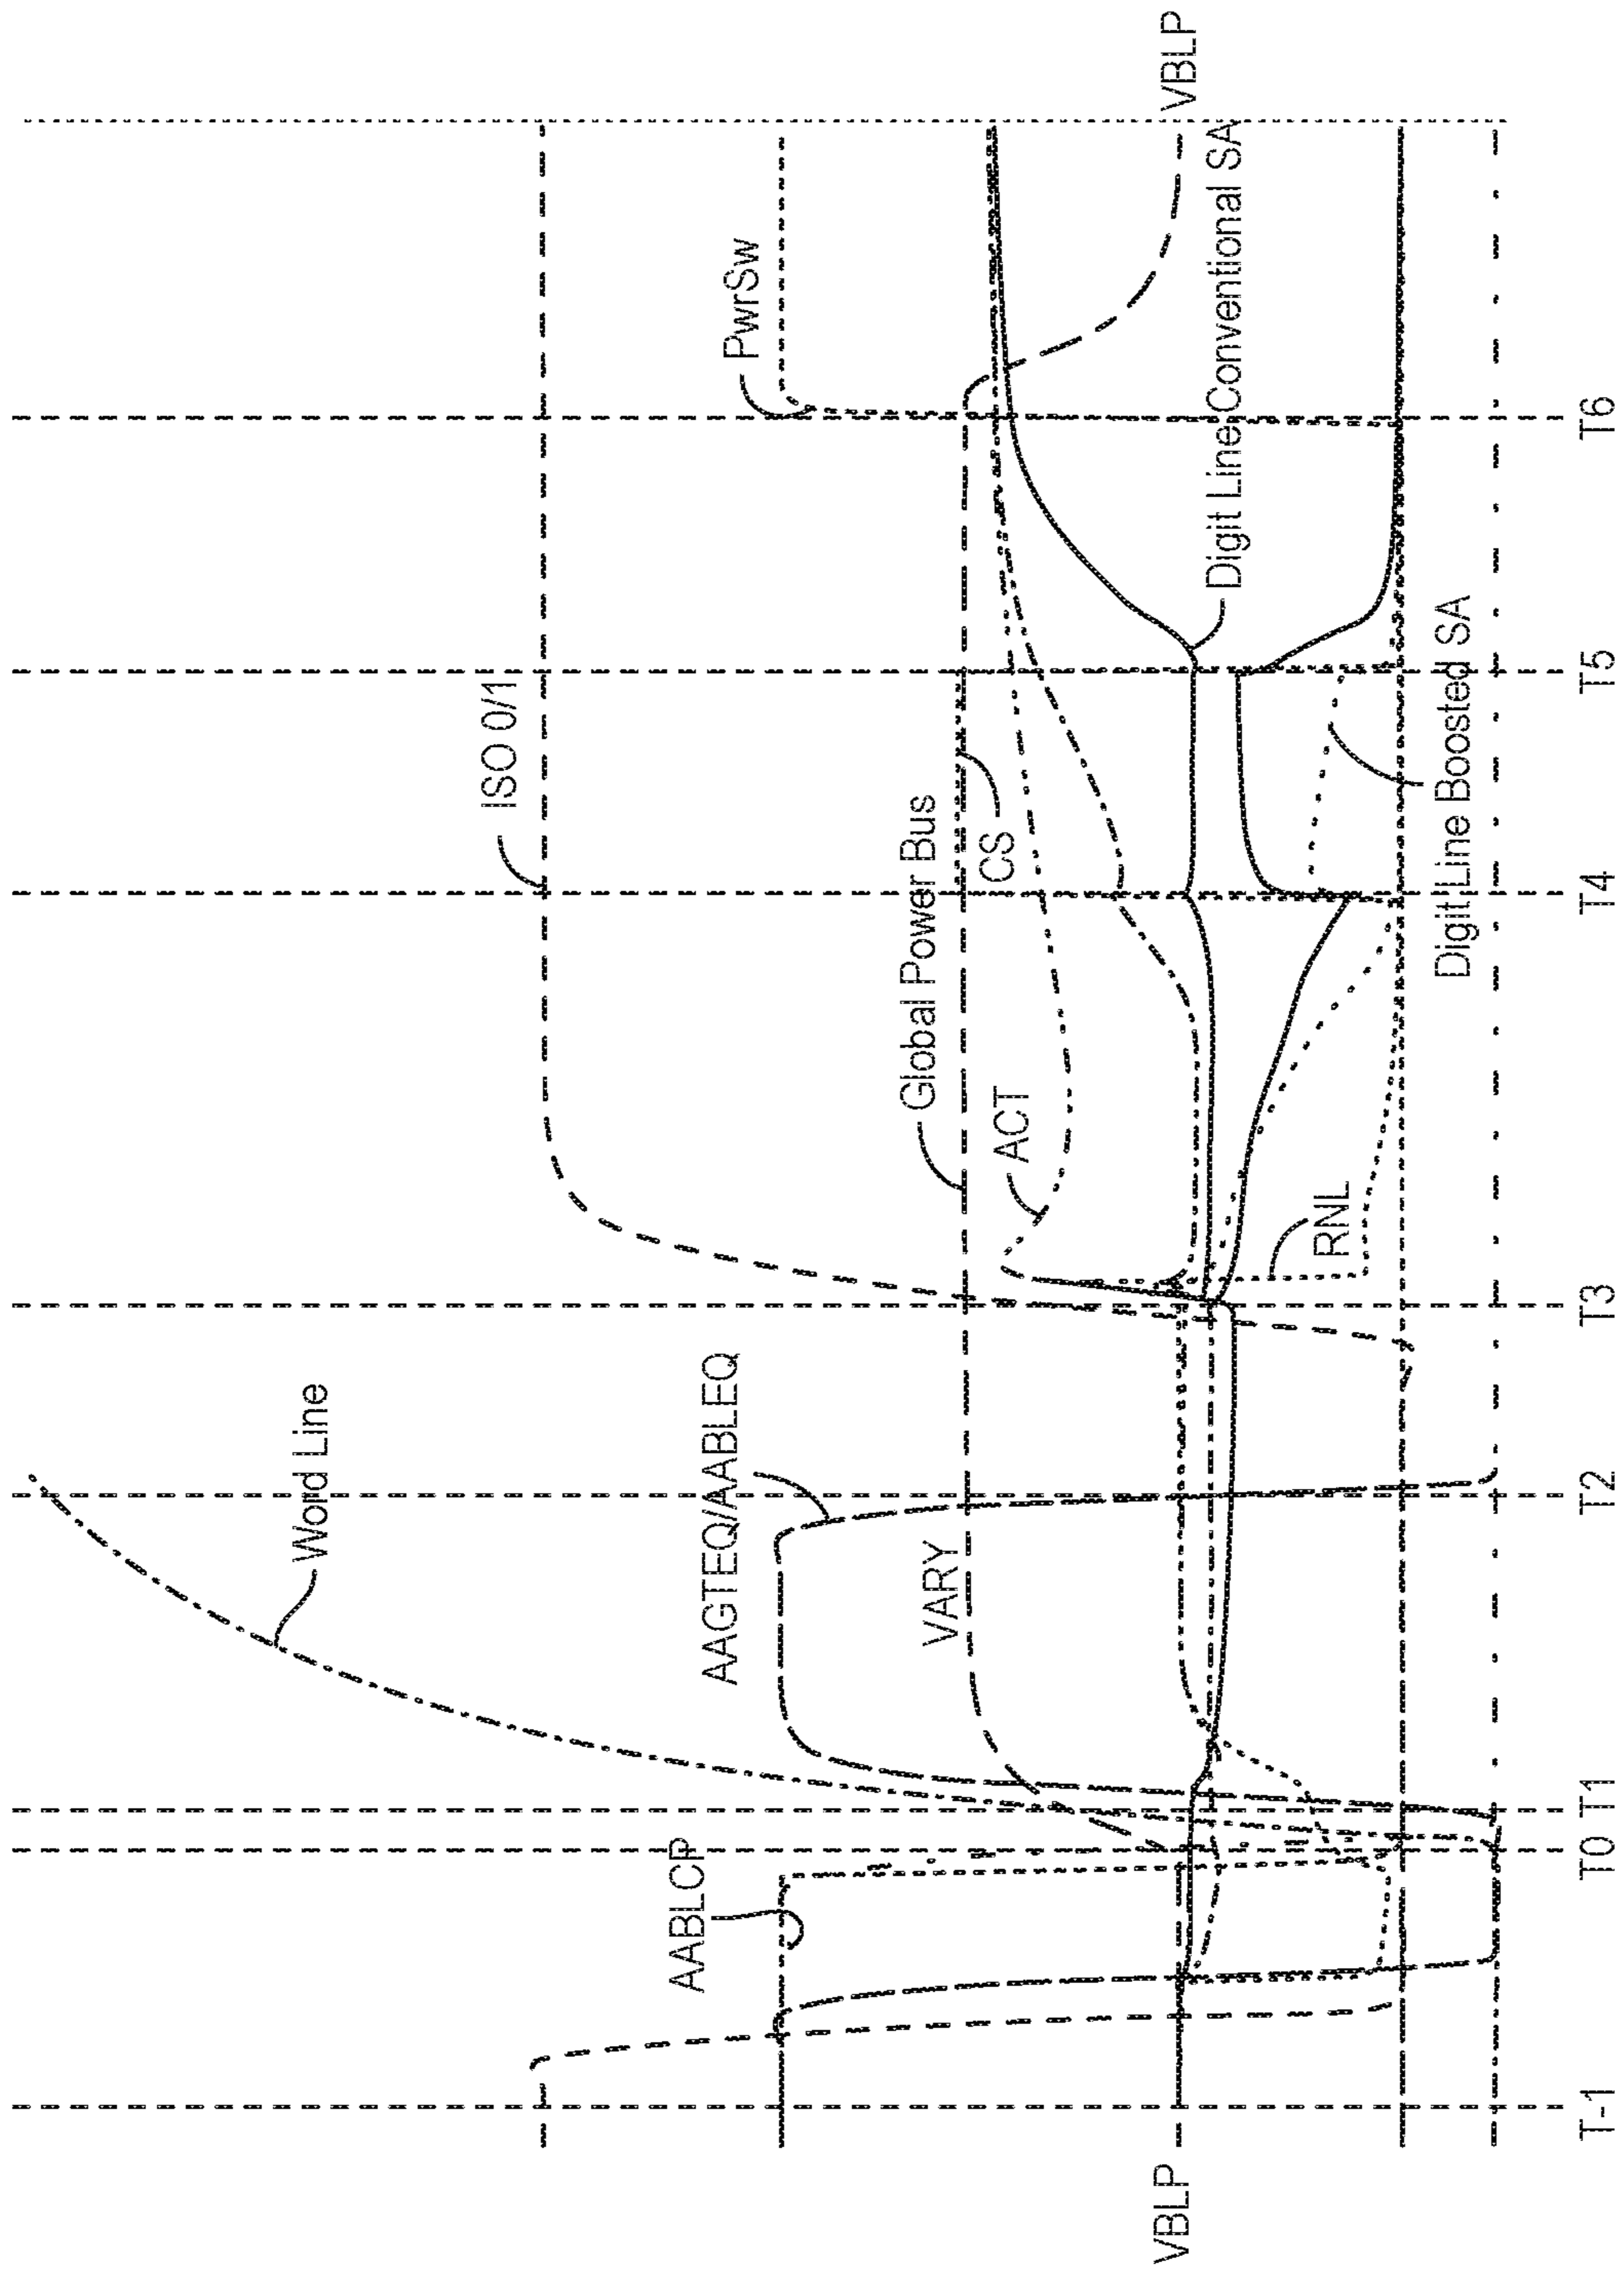 Word Line
ISO 0/1
AABLCP
AAGTEQ/AABLEQ
PwrSw
VARY
Global Power Bus
ACT
CS
VBLP
VBLP
Digit Line Conventional SA
RNL
Digit Line Boosted SA
T-1
T0
T1
T2
T3
T4
T5
T6